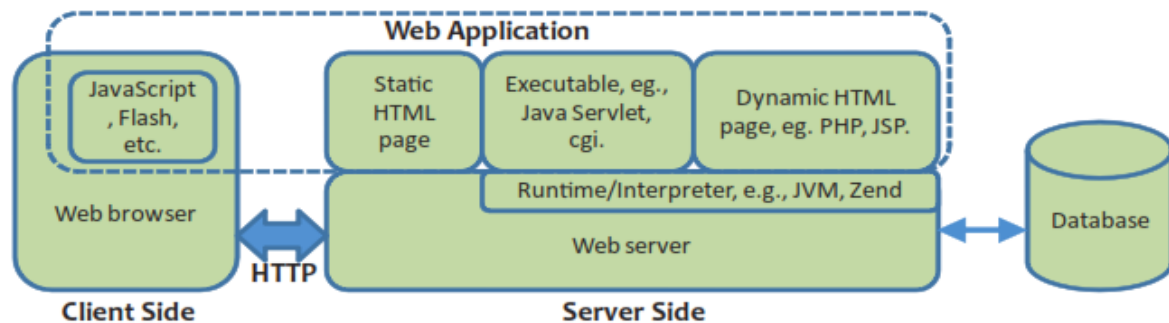 Web Application
JavaScript
, Flash,
etc.
Web browser
Static
HTML
page
Executable, eg.,
Java Servlet,
cgi.
Dynamic HTML
page, eg. PHP, JSP.
Runtime/Interpreter, e.g., JVM, Zend
Web server
HTTP
Database
Client Side
Server Side